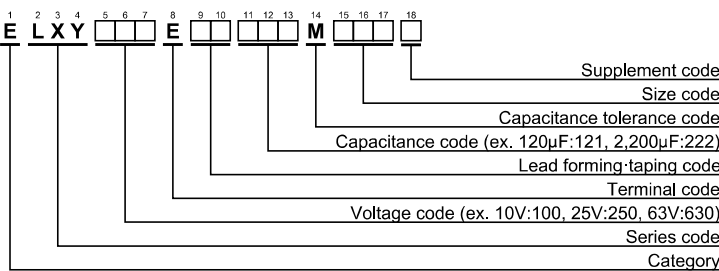 1 2 3 4 5 6 7 8 9 10 11 12 13 14 15 16 17 18
E L X Y E M
Supplement code
Size code
Capacitance tolerance code
Capacitance code (ex. 120µF:121, 2,200µF:222)
Lead forming·taping code
Terminal code
Voltage code (ex. 10V:100, 25V:250, 63V:630)
Series code
Category